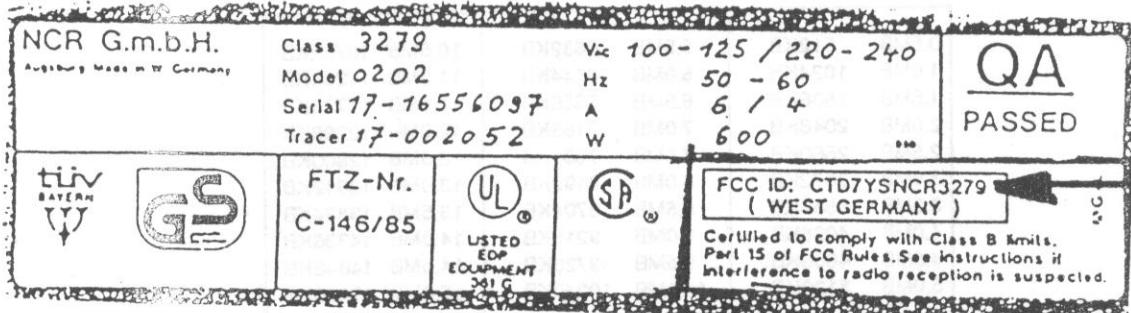 NCR G.m.b.H.
Augsburg Made in W Germany
Class 3279
Model 0202
Serial 17-16556097
Tracer 17-002052
V≃ 100-125 / 220-240
Hz 50-60
A 6 / 4
W 600
QA
PASSED
tüv
BAYERN
GS
FTZ-Nr.
C-118/85
UL
®
LISTED
EDP
EQUIPMENT
FCC ID: CTD7YSNCR3279
( WEST GERMANY )
Certified to comply with Class B limits.
Part 15 of FCC Rules. See instructions if
interference to radio reception is suspected.